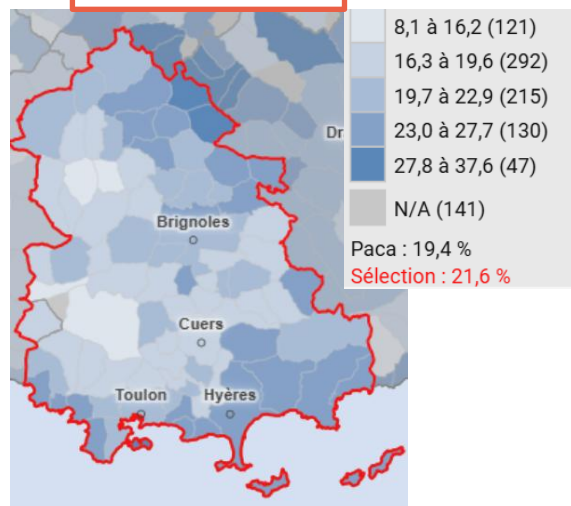 8,1 à 16,2 (121)
16,3 à 19,6 (292)
19,7 à 22,9 (215)
23,0 à 27,7 (130)
27,8 à 37,6 (47)
N/A (141)
Paca : 19,4 %
Sélection : 21,6 %
Dr
Brignoles
Cuers
Toulon
Hyères